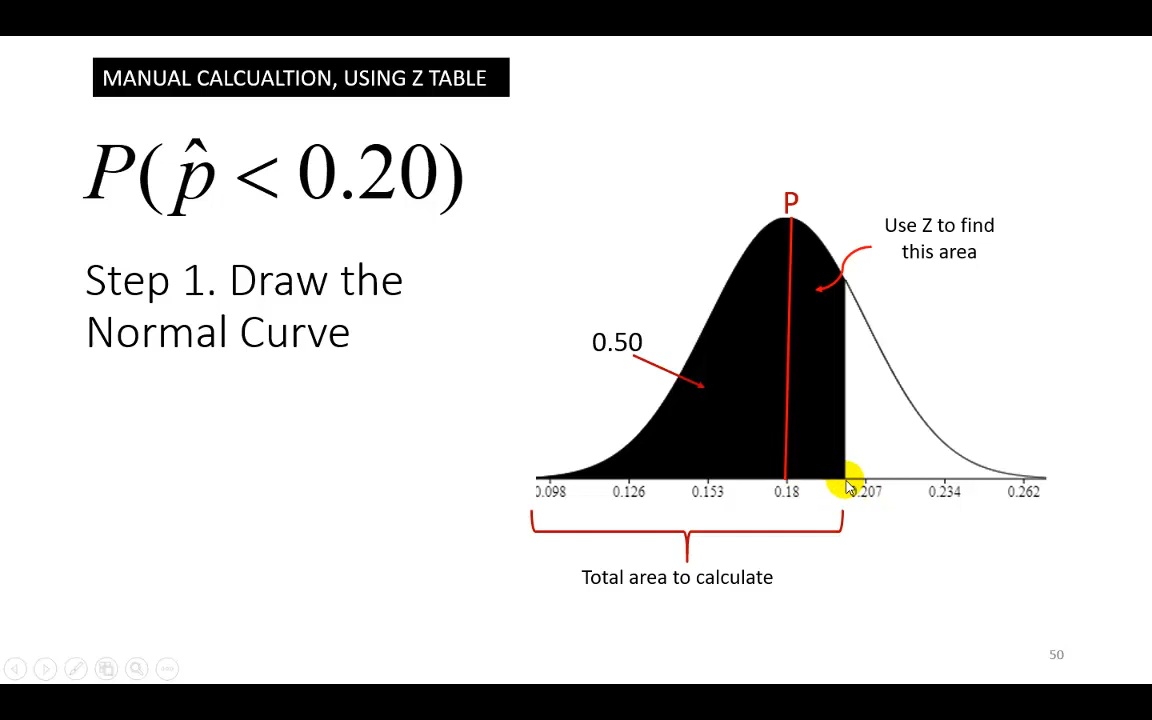 MANUAL CALCUALTION, USING Z TABLE
P(p̂ < 0.20)
Step 1. Draw the
Normal Curve
P
Use Z to find
this area
0.50
0.098 0.126 0.153 0.18 0.207 0.234 0.262
Total area to calculate
50